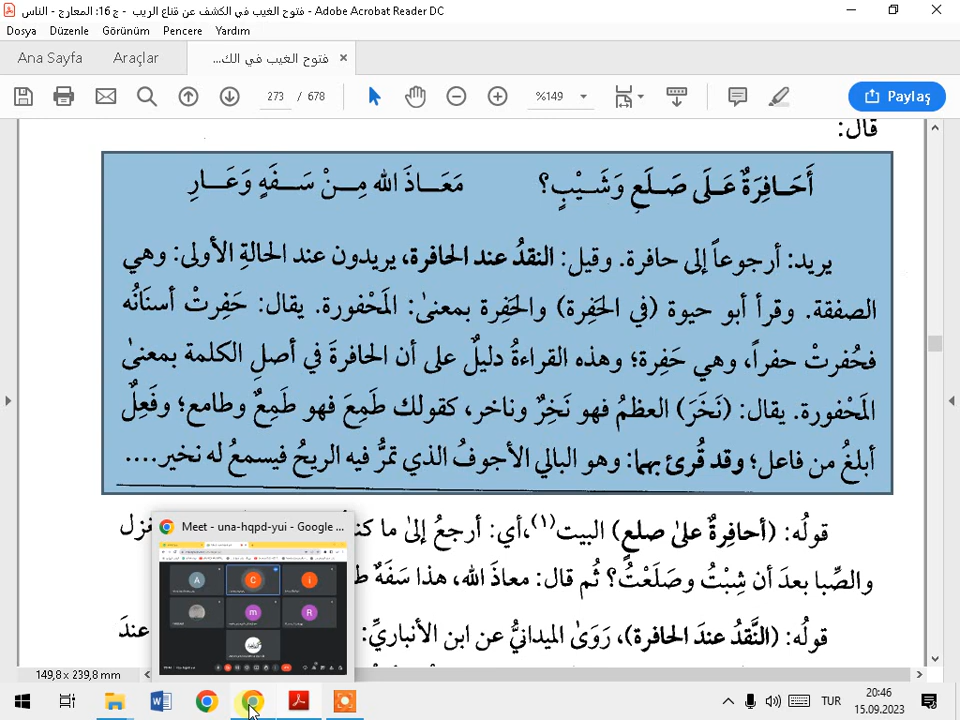 فتوح الغيب في الكشف عن قناع الريب - ج 16: المعارج - الناس - Adobe Acrobat Reader DC
Dosya Düzenle Görünüm Pencere Yardım
Ana Sayfa Araçlar فتوح الغيب في الك...
273 / 678 %149 Paylaş
قال:
أَحَافِرَةٌ عَلَى صَلَعٍ وَشَيْبٍ؟ مَعَاذَ الله مِنْ سَفَهٍ وَعَارِ
يريد: أرجوعاً إلى حافرة. وقيل: النقدُ عند الحافرة، يريدون عند الحالةِ الأولى: وهي
الصفقة. وقرأ أبو حيوة (في الحَفِرة) والحَفِرة بمعنىٰ: المَحْفورة. يقال: حَفِرتْ أسنَانُه
فحُفرتْ حفراً، وهي حَفِرة؛ وهذه القراءةُ دليلٌ على أن الحافرةَ في أصلِ الكلمة بمعنىٰ
المَحْفورة. يقال: (نَخَرَ) العظمُ فهو نَخِرٌ وناخر، كقولك طَمِعَ فهو طَمِعٌ وطامع؛ وفَعِلٌ
أبلغُ من فاعل؛ وقد قُرئ بهما: وهو البالي الأجوفُ الذي تمرُّ فيه الريحُ فيسمعُ له نخير....
قولُه: (أحافِرةٌ علىٰ صلعٍ) البيت(١)، أي: أرجعُ إلىٰ ما كنـ
والصِّبا بعدَ أن شِبْتُ وصَلَعْتُ؟ ثُم قال: معاذَ الله، هذا سَفَهٌ
قولُه: (النَّقدُ عندَ الحافرة)، رَوَىٰ الميدانيُّ عن ابن الأنباريِّ: عندَ
Meet - una-hqpd-yui - Google ...
149,8 x 239,8 mm
TUR
20:46
15.09.2023